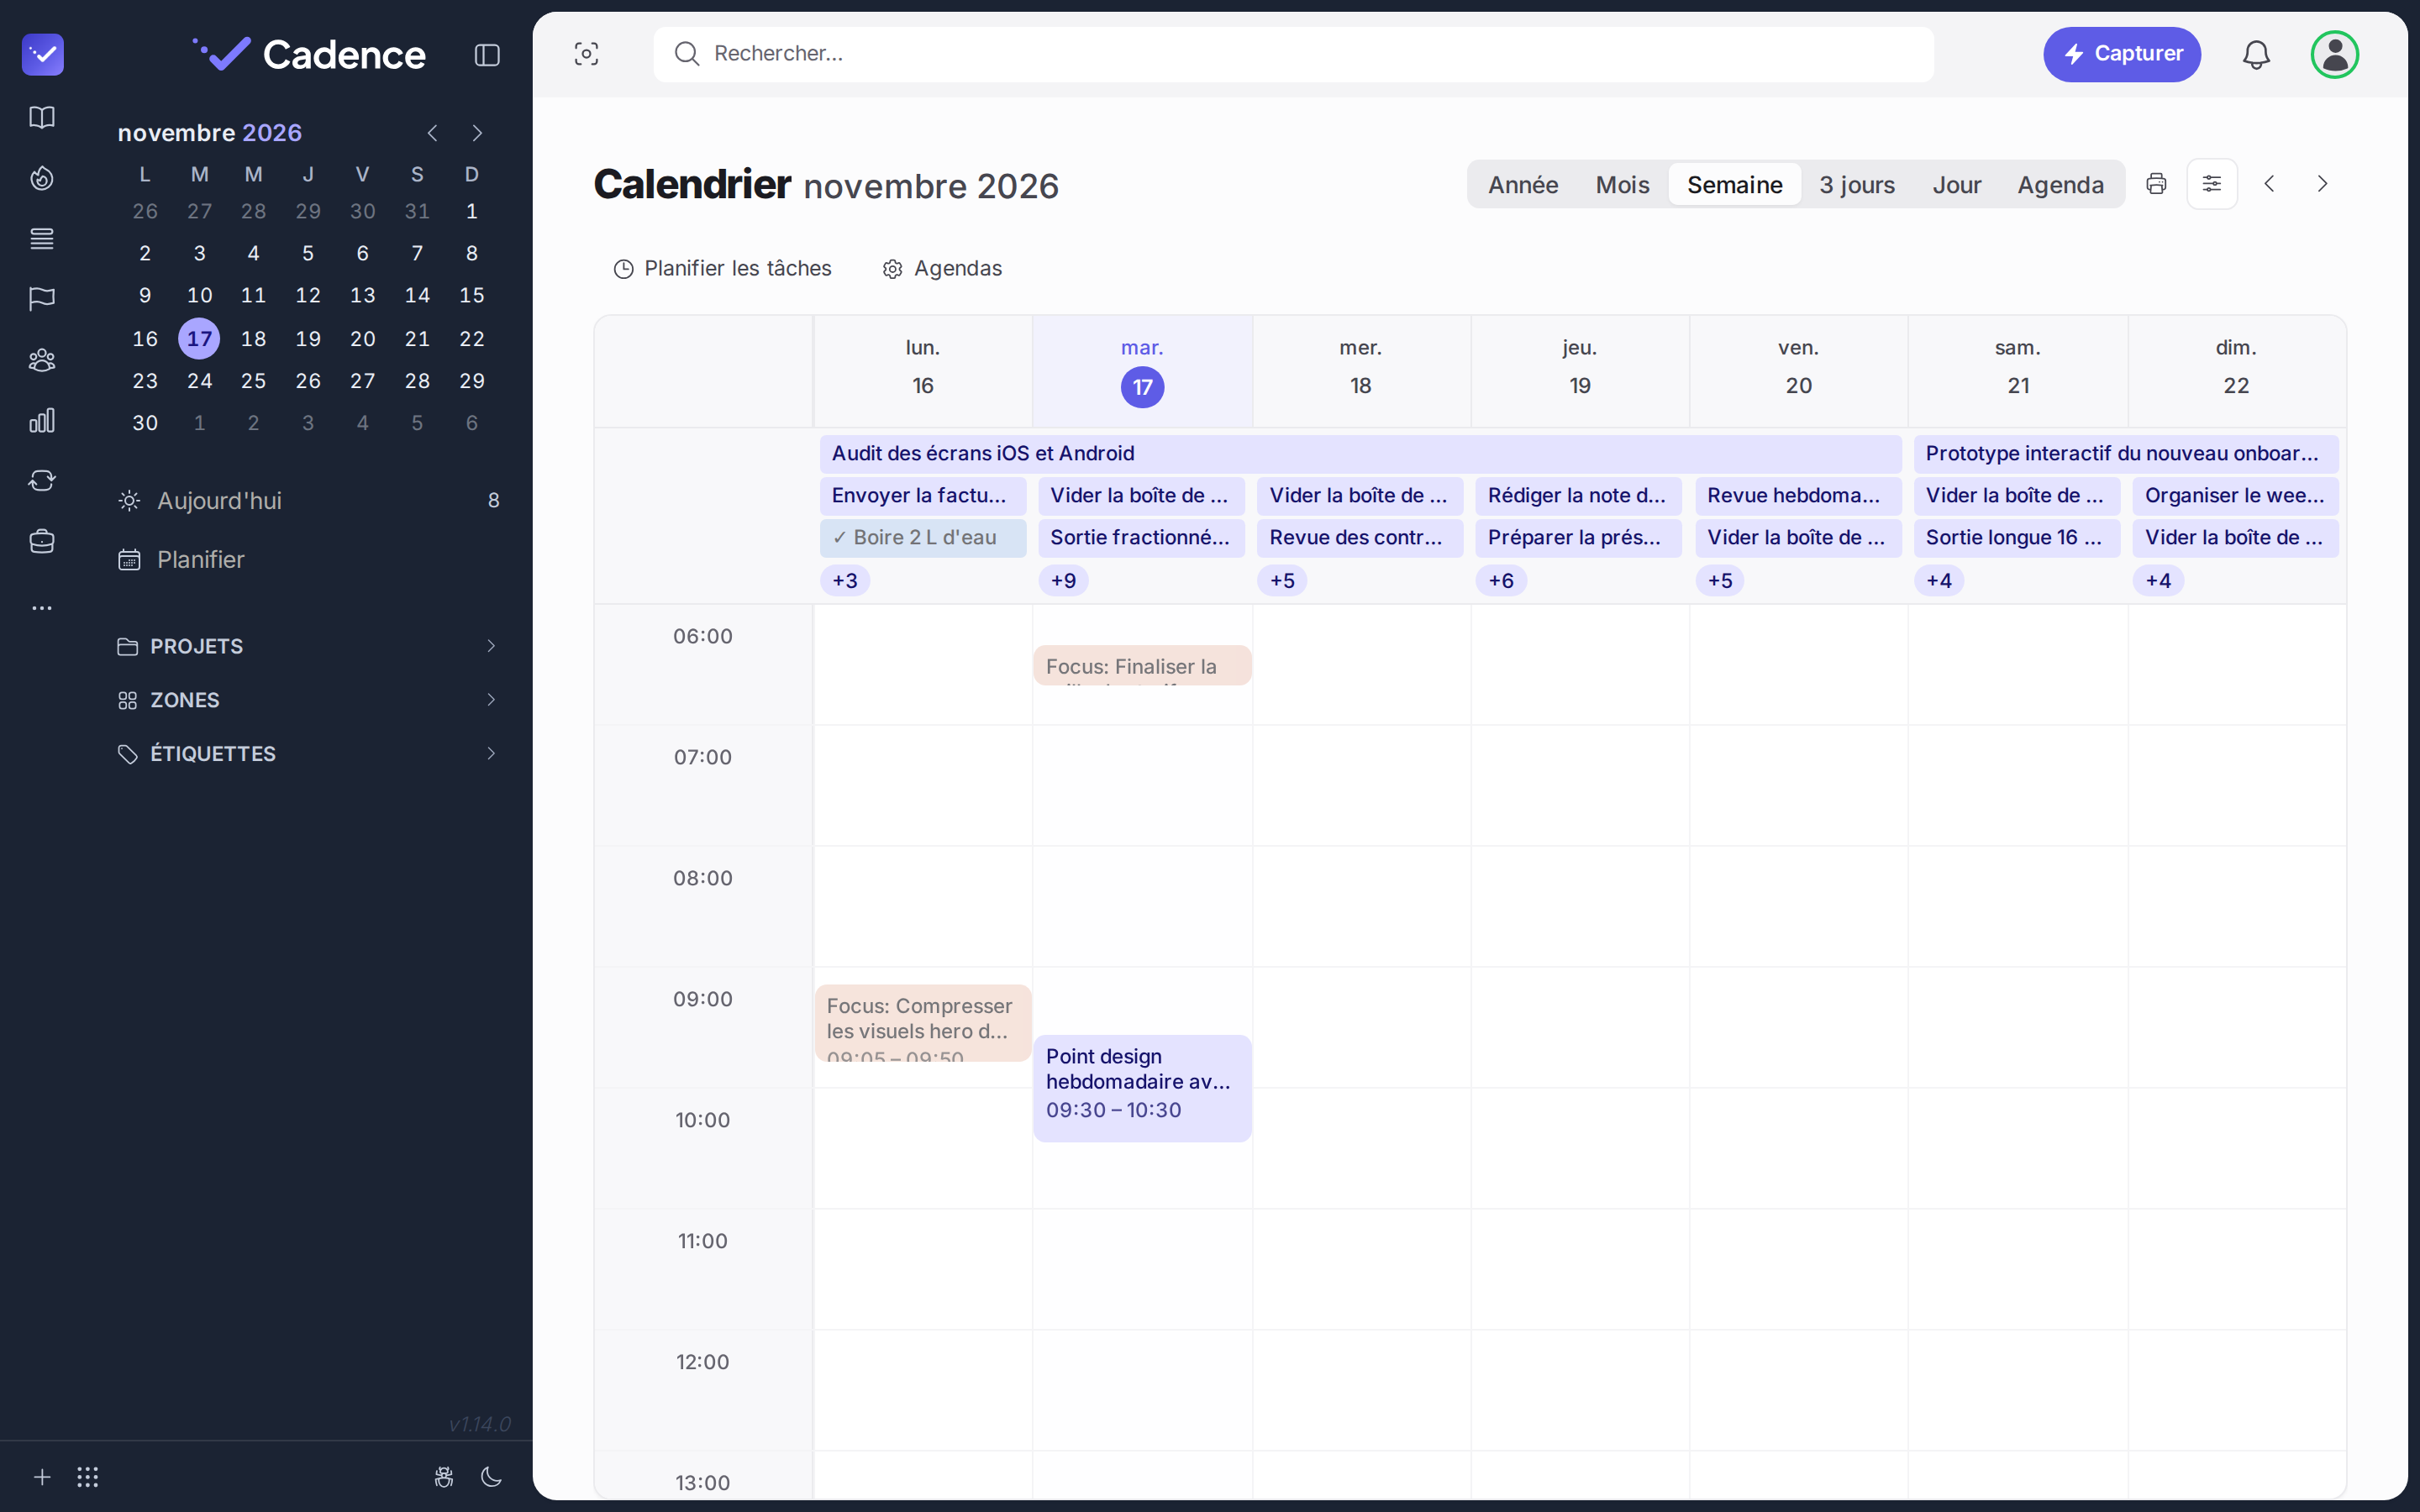 Cadence
novembre 2026
L M M J V S D
26 27 28 29 30 31 1
2 3 4 5 6 7 8
9 10 11 12 13 14 15
16 17 18 19 20 21 22
23 24 25 26 27 28 29
30 1 2 3 4 5 6
Aujourd'hui 8
Planifier
PROJETS
ZONES
ÉTIQUETTES
v1.14.0
Rechercher...
Capturer
Calendrier novembre 2026
Année Mois Semaine 3 jours Jour Agenda
Planifier les tâches Agendas
lun. mar. mer. jeu. ven. sam. dim.
16 17 18 19 20 21 22
Audit des écrans iOS et Android Prototype interactif du nouveau onboar...
Envoyer la factu... Vider la boîte de ... Vider la boîte de ... Rédiger la note d... Revue hebdoma... Vider la boîte de ... Organiser le wee...
✓ Boire 2 L d'eau Sortie fractionné... Revue des contr... Préparer la prés... Vider la boîte de ... Sortie longue 16 ... Vider la boîte de ...
+3 +9 +5 +6 +5 +4 +4
06:00
Focus: Finaliser la
07:00
08:00
09:00
Focus: Compresser
les visuels hero d...
09:05 – 09:50
Point design
hebdomadaire av...
09:30 – 10:30
10:00
11:00
12:00
13:00